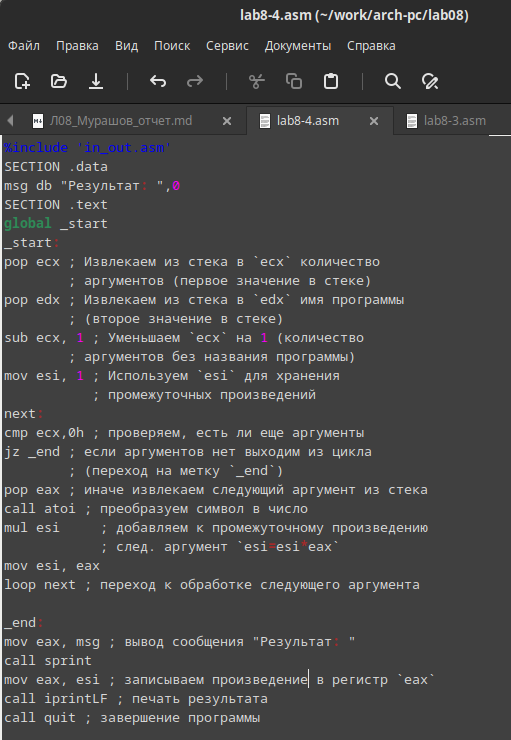 lab8-4.asm (~/work/arch-pc/lab08)
Файл Правка Вид Поиск Сервис Документы Справка
Л08_Мурашов_отчет.md lab8-4.asm lab8-3.asm
%include 'in_out.asm'
SECTION .data
msg db "Результат: ",0
SECTION .text
global _start
_start:
pop ecx ; Извлекаем из стека в `ecx` количество
; аргументов (первое значение в стеке)
pop edx ; Извлекаем из стека в `edx` имя программы
; (второе значение в стеке)
sub ecx, 1 ; Уменьшаем `ecx` на 1 (количество
; аргументов без названия программы)
mov esi, 1 ; Используем `esi` для хранения
; промежуточных произведений
next:
cmp ecx,0h ; проверяем, есть ли еще аргументы
jz _end ; если аргументов нет выходим из цикла
; (переход на метку `_end`)
pop eax ; иначе извлекаем следующий аргумент из стека
call atoi ; преобразуем символ в число
mul esi ; добавляем к промежуточному произведению
; след. аргумент `esi=esi*eax`
mov esi, eax
loop next ; переход к обработке следующего аргумента
_end:
mov eax, msg ; вывод сообщения "Результат: "
call sprint
mov eax, esi ; записываем произведение в регистр `eax`
call iprintLF ; печать результата
call quit ; завершение программы